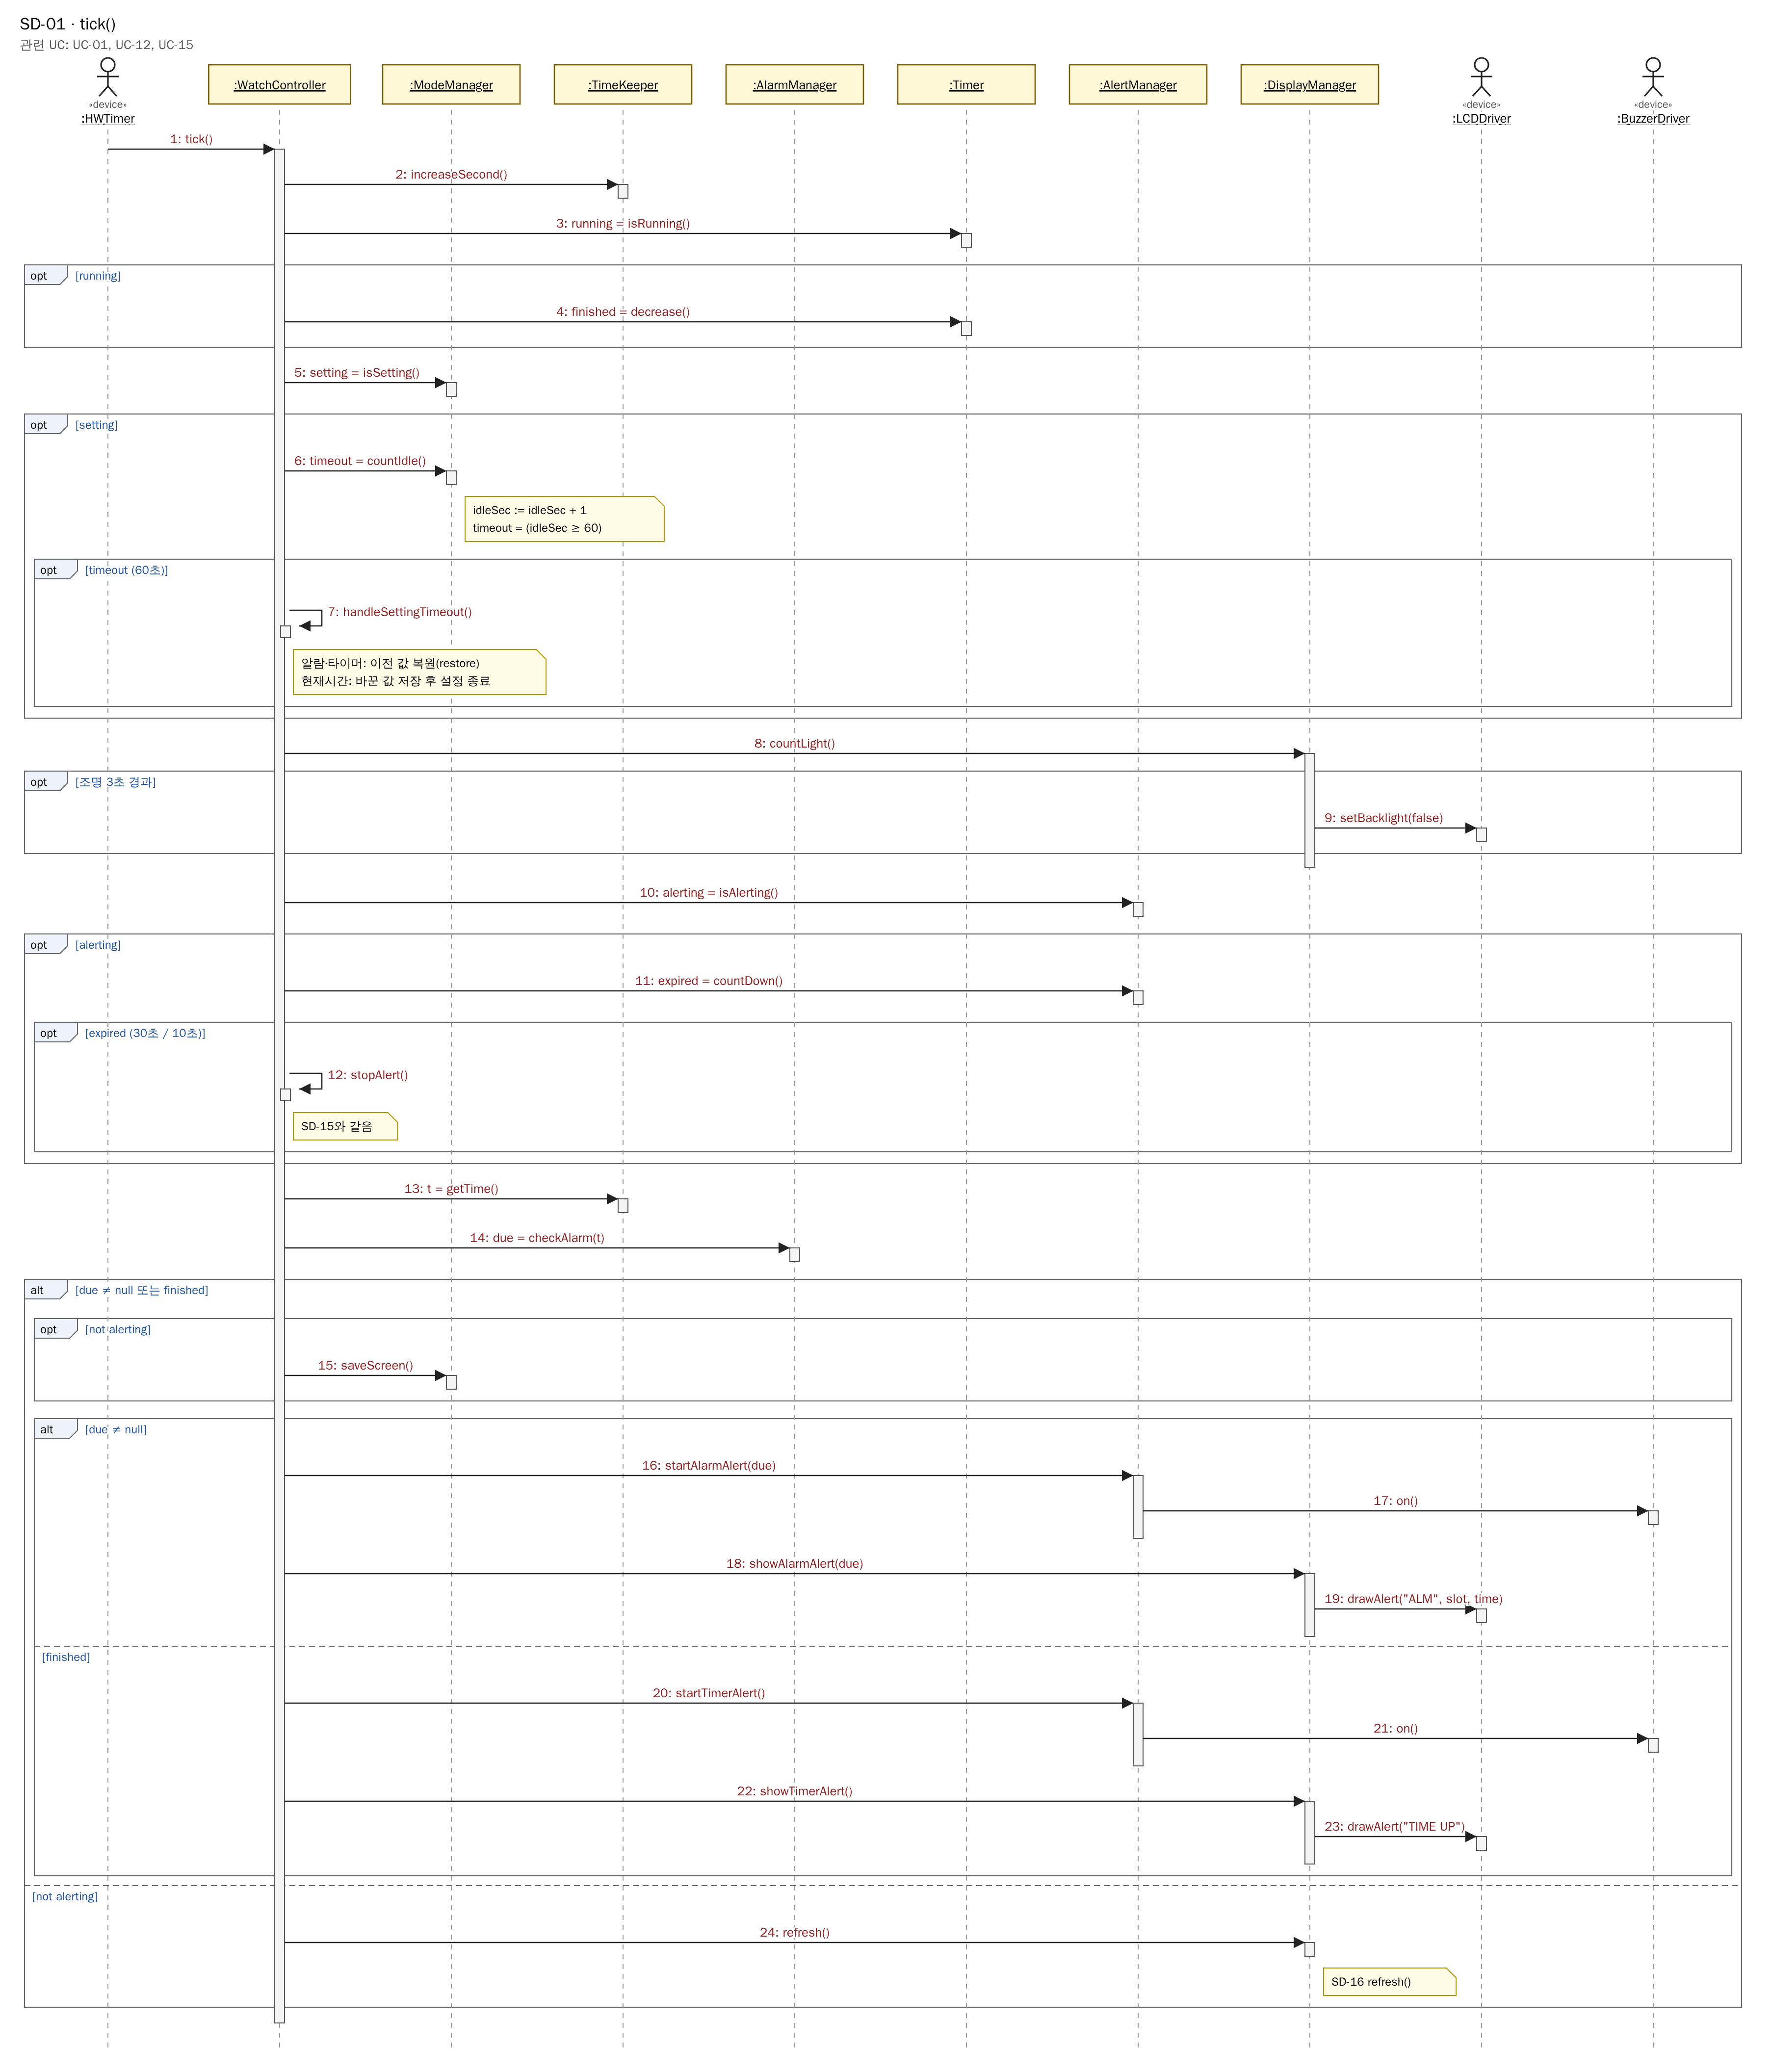 SD-01 · tick()
관련 UC: UC-01, UC-12, UC-15
«device»
:HWTimer
:WatchController
:ModeManager
:TimeKeeper
:AlarmManager
:Timer
:AlertManager
:DisplayManager
«device»
:LCDDriver
«device»
:BuzzerDriver
1: tick()
2: increaseSecond()
3: running = isRunning()
opt [running]
4: finished = decrease()
5: setting = isSetting()
opt [setting]
6: timeout = countIdle()
idleSec := idleSec + 1
timeout = (idleSec ≥ 60)
opt [timeout (60초)]
7: handleSettingTimeout()
알람·타이머: 이전 값 복원(restore)
현재시간: 바꾼 값 저장 후 설정 종료
8: countLight()
opt [조명 3초 경과]
9: setBacklight(false)
10: alerting = isAlerting()
opt [alerting]
11: expired = countDown()
opt [expired (30초 / 10초)]
12: stopAlert()
SD-15와 같음
13: t = getTime()
14: due = checkAlarm(t)
alt [due ≠ null 또는 finished]
opt [not alerting]
15: saveScreen()
alt [due ≠ null]
16: startAlarmAlert(due)
17: on()
18: showAlarmAlert(due)
19: drawAlert("ALM", slot, time)
[finished]
20: startTimerAlert()
21: on()
22: showTimerAlert()
23: drawAlert("TIME UP")
[not alerting]
24: refresh()
SD-16 refresh()